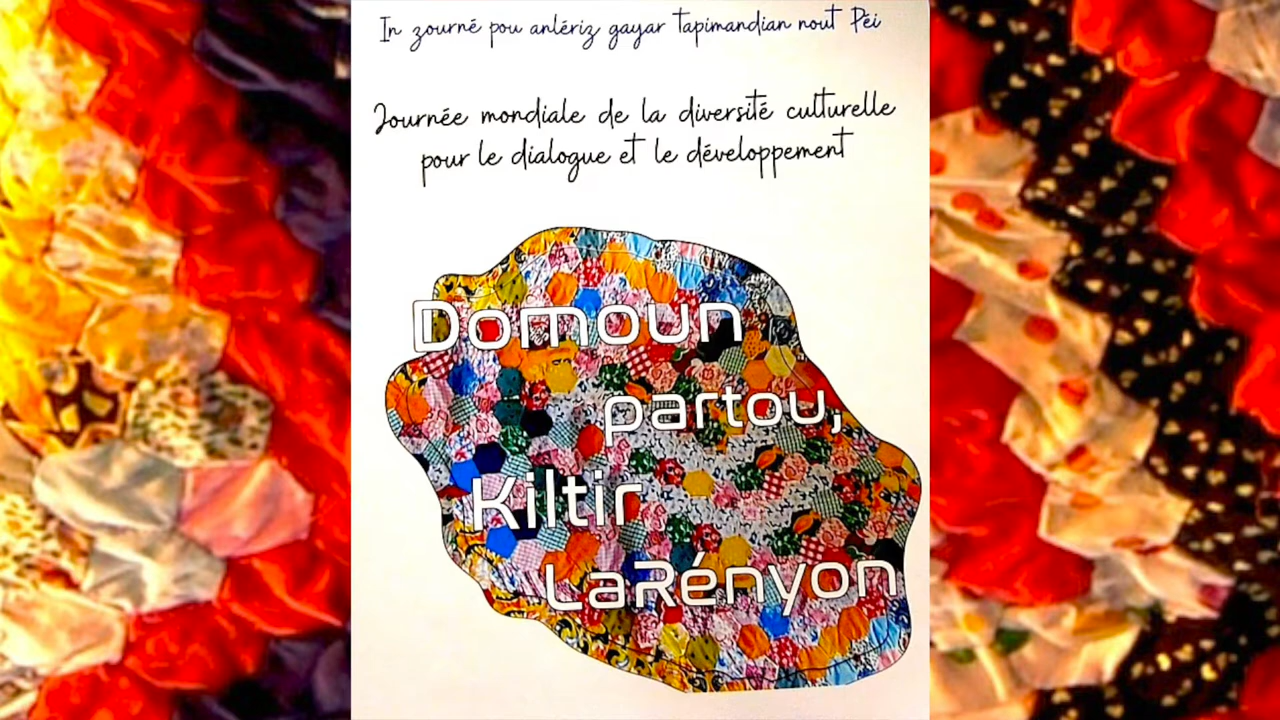 In zourné pou anlériz gayar tapimandian nout Péi
Journée mondiale de la diversité culturelle
pour le dialogue et le développement
Domoun
partou,
Kiltir
LaRényon